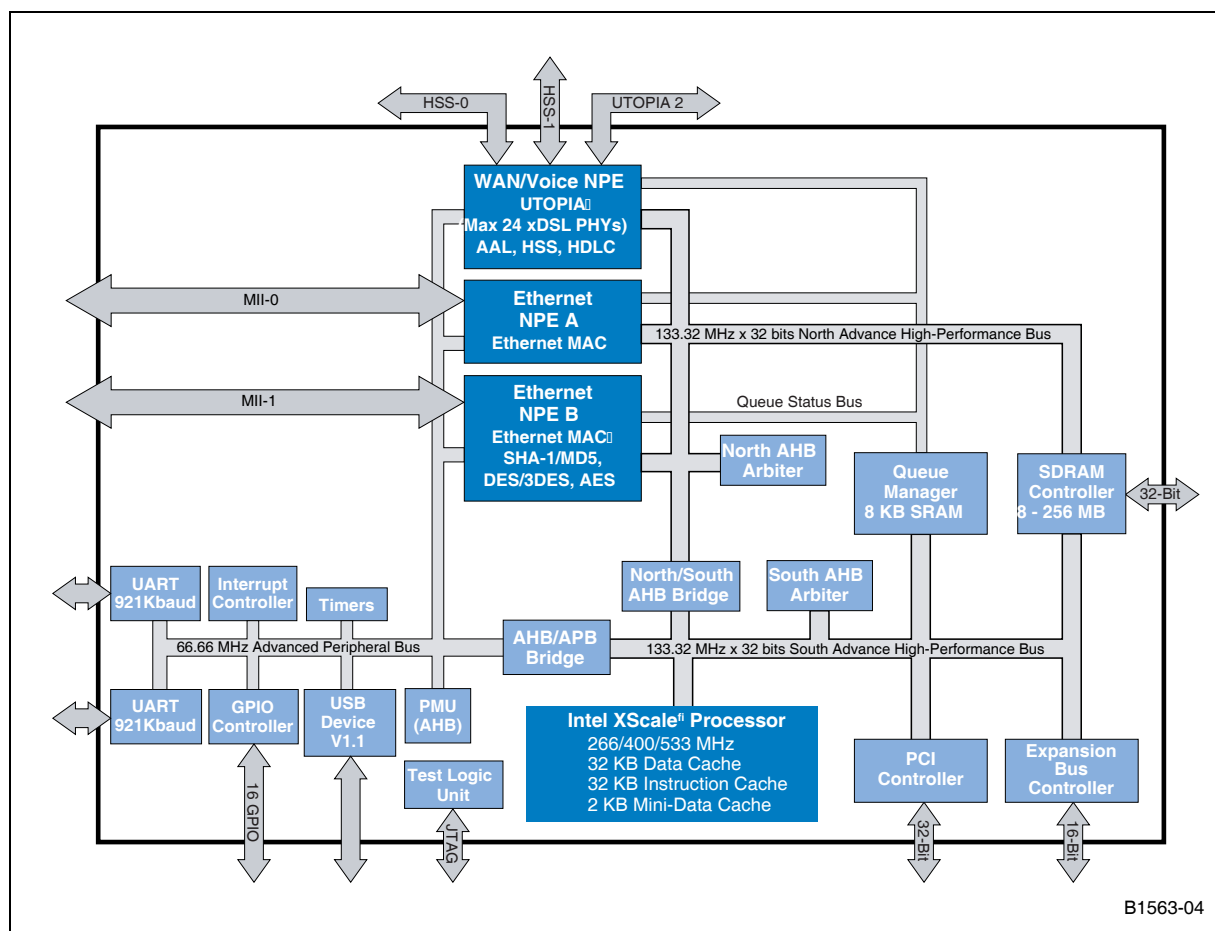 HSS-0
HSS-1
UTOPIA 2
WAN/Voice NPE
UTOPIA
(Max 24 xDSL PHYs)
AAL, HSS, HDLC
MII-0
Ethernet
NPE A
Ethernet MAC
133.32 MHz x 32 bits North Advance High-Performance Bus
MII-1
Ethernet
NPE B
Ethernet MAC
SHA-1/MD5,
DES/3DES, AES
Queue Status Bus
North AHB
Arbiter
Queue
Manager
8 KB SRAM
SDRAM
Controller
8 - 256 MB
32-Bit
UART
921Kbaud
Interrupt
Controller
Timers
North/South
AHB Bridge
South AHB
Arbiter
66.66 MHz Advanced Peripheral Bus
AHB/APB
Bridge
133.32 MHz x 32 bits South Advance High-Performance Bus
UART
921Kbaud
GPIO
Controller
USB
Device
V1.1
PMU
(AHB)
Intel XScalefi Processor
266/400/533 MHz
32 KB Data Cache
32 KB Instruction Cache
2 KB Mini-Data Cache
PCI
Controller
Expansion
Bus
Controller
Test Logic
Unit
16 GPIO
JTAG
32-Bit
16-Bit
B1563-04